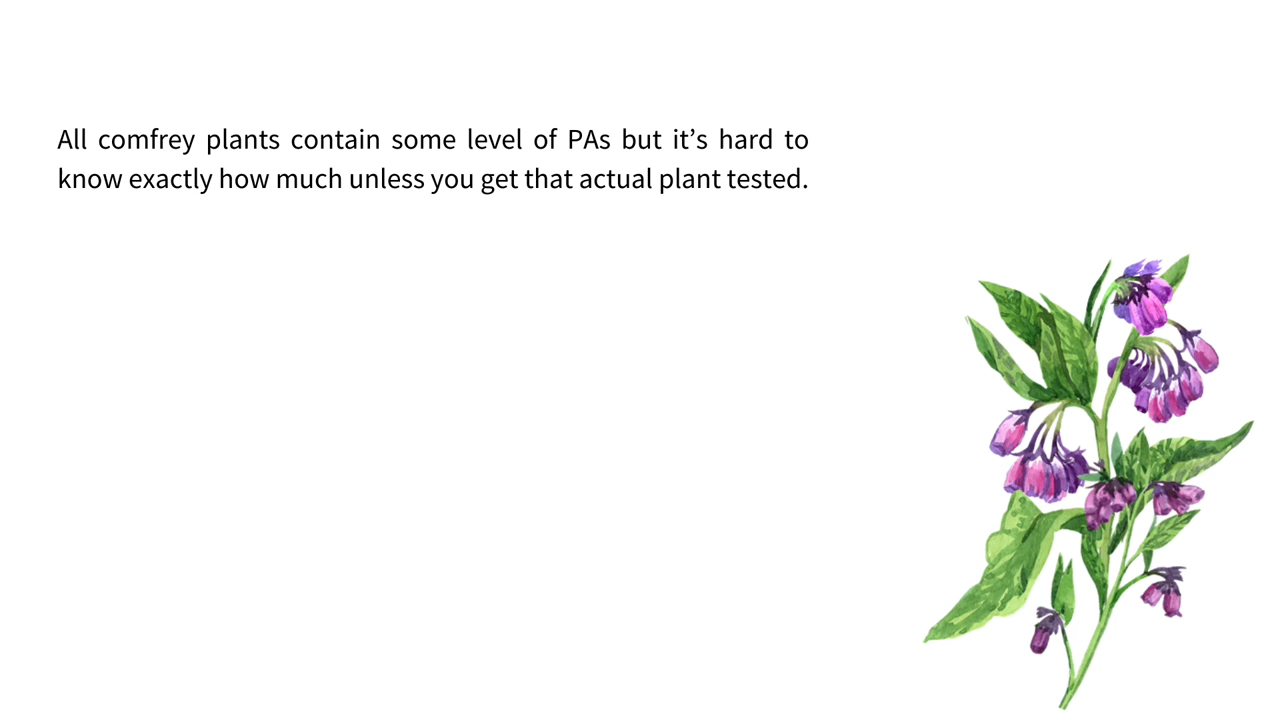 All comfrey plants contain some level of PAs but it’s hard to
know exactly how much unless you get that actual plant tested.